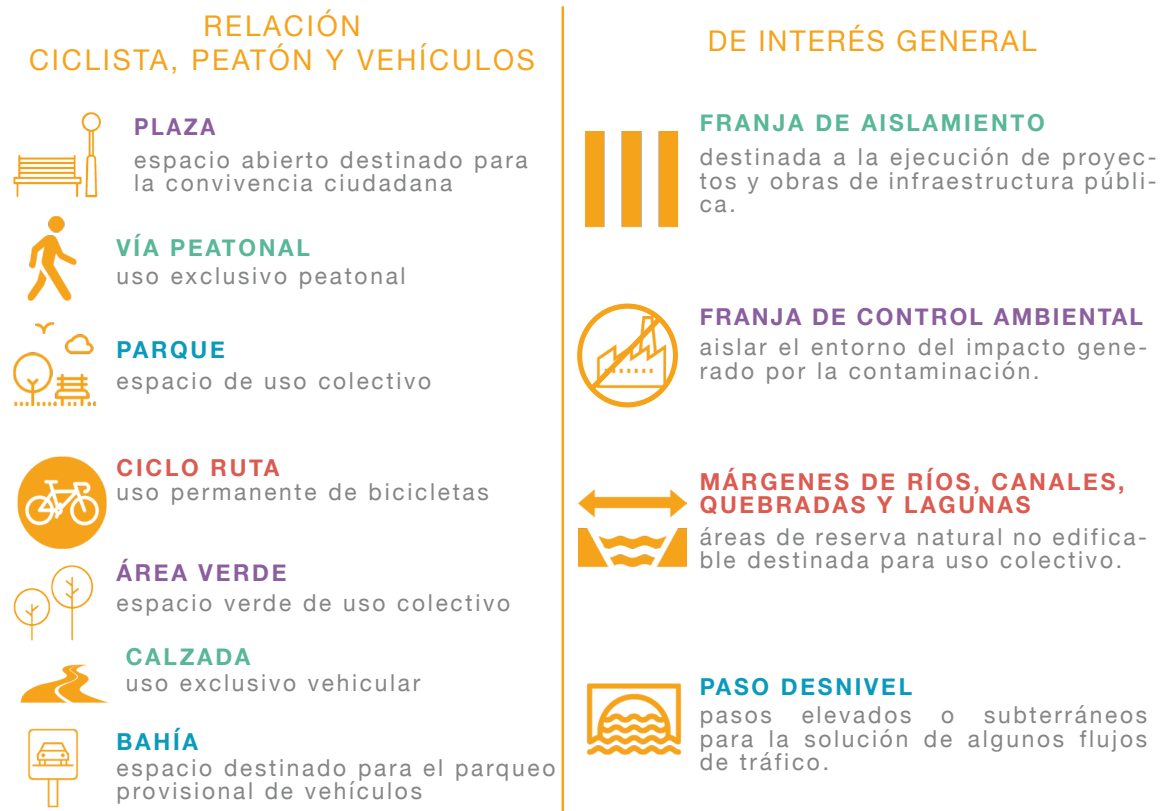 RELACIÓN
CICLISTA, PEATÓN Y VEHÍCULOS
PLAZA
espacio abierto destinado para
la convivencia ciudadana
VÍA PEATONAL
uso exclusivo peatonal
PARQUE
espacio de uso colectivo
CICLO RUTA
uso permanente de bicicletas
ÁREA VERDE
espacio verde de uso colectivo
CALZADA
uso exclusivo vehicular
BAHÍA
espacio destinado para el parqueo
provisional de vehículos
DE INTERÉS GENERAL
FRANJA DE AISLAMIENTO
destinada a la ejecución de proyec-
tos y obras de infraestructura públi-
ca.
FRANJA DE CONTROL AMBIENTAL
aislar el entorno del impacto gene-
rado por la contaminación.
MÁRGENES DE RÍOS, CANALES,
QUEBRADAS Y LAGUNAS
áreas de reserva natural no edifica-
ble destinada para uso colectivo.
PASO DESNIVEL
pasos elevados o subterráneos
para la solución de algunos flujos
de tráfico.